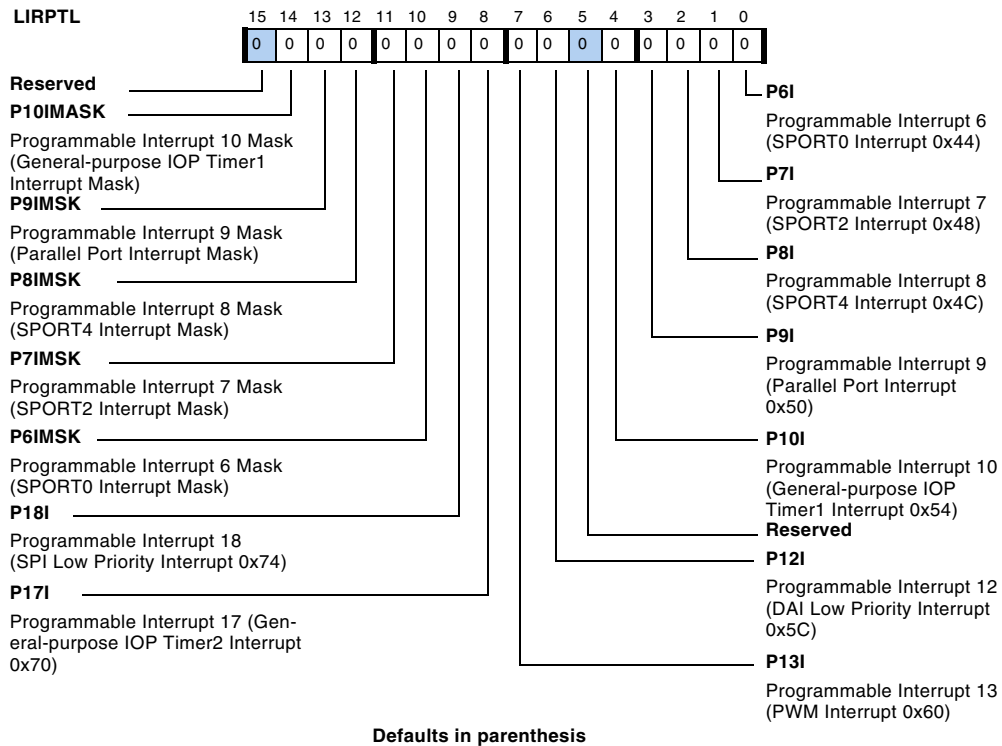 LIRPTL
15 14 13 12 11 10 9 8 7 6 5 4 3 2 1 0
0 0 0 0 0 0 0 0 0 0 0 0 0 0 0 0
Reserved
P10IMASK
Programmable Interrupt 10 Mask
(General-purpose IOP Timer1
Interrupt Mask)
P9IMSK
Programmable Interrupt 9 Mask
(Parallel Port Interrupt Mask)
P8IMSK
Programmable Interrupt 8 Mask
(SPORT4 Interrupt Mask)
P7IMSK
Programmable Interrupt 7 Mask
(SPORT2 Interrupt Mask)
P6IMSK
Programmable Interrupt 6 Mask
(SPORT0 Interrupt Mask)
P18I
Programmable Interrupt 18
(SPI Low Priority Interrupt 0x74)
P17I
Programmable Interrupt 17 (Gen-
eral-purpose IOP Timer2 Interrupt
0x70)
P6I
Programmable Interrupt 6
(SPORT0 Interrupt 0x44)
P7I
Programmable Interrupt 7
(SPORT2 Interrupt 0x48)
P8I
Programmable Interrupt 8
(SPORT4 Interrupt 0x4C)
P9I
Programmable Interrupt 9
(Parallel Port Interrupt
0x50)
P10I
Programmable Interrupt 10
(General-purpose IOP
Timer1 Interrupt 0x54)
Reserved
P12I
Programmable Interrupt 12
(DAI Low Priority Interrupt
0x5C)
P13I
Programmable Interrupt 13
(PWM Interrupt 0x60)
Defaults in parenthesis